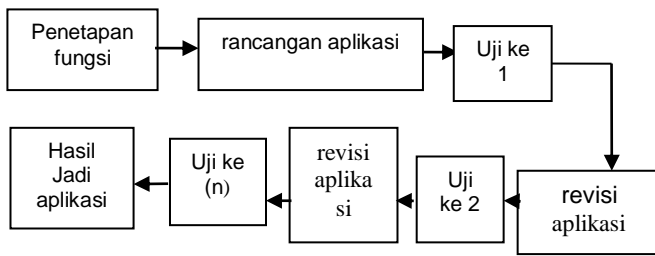 Penetapan
fungsi
rancangan aplikasi
Uji ke
1
revisi
aplikasi
Uji
ke 2
revisi
aplika
si
Uji ke
(n)
Hasil
Jadi
aplikasi